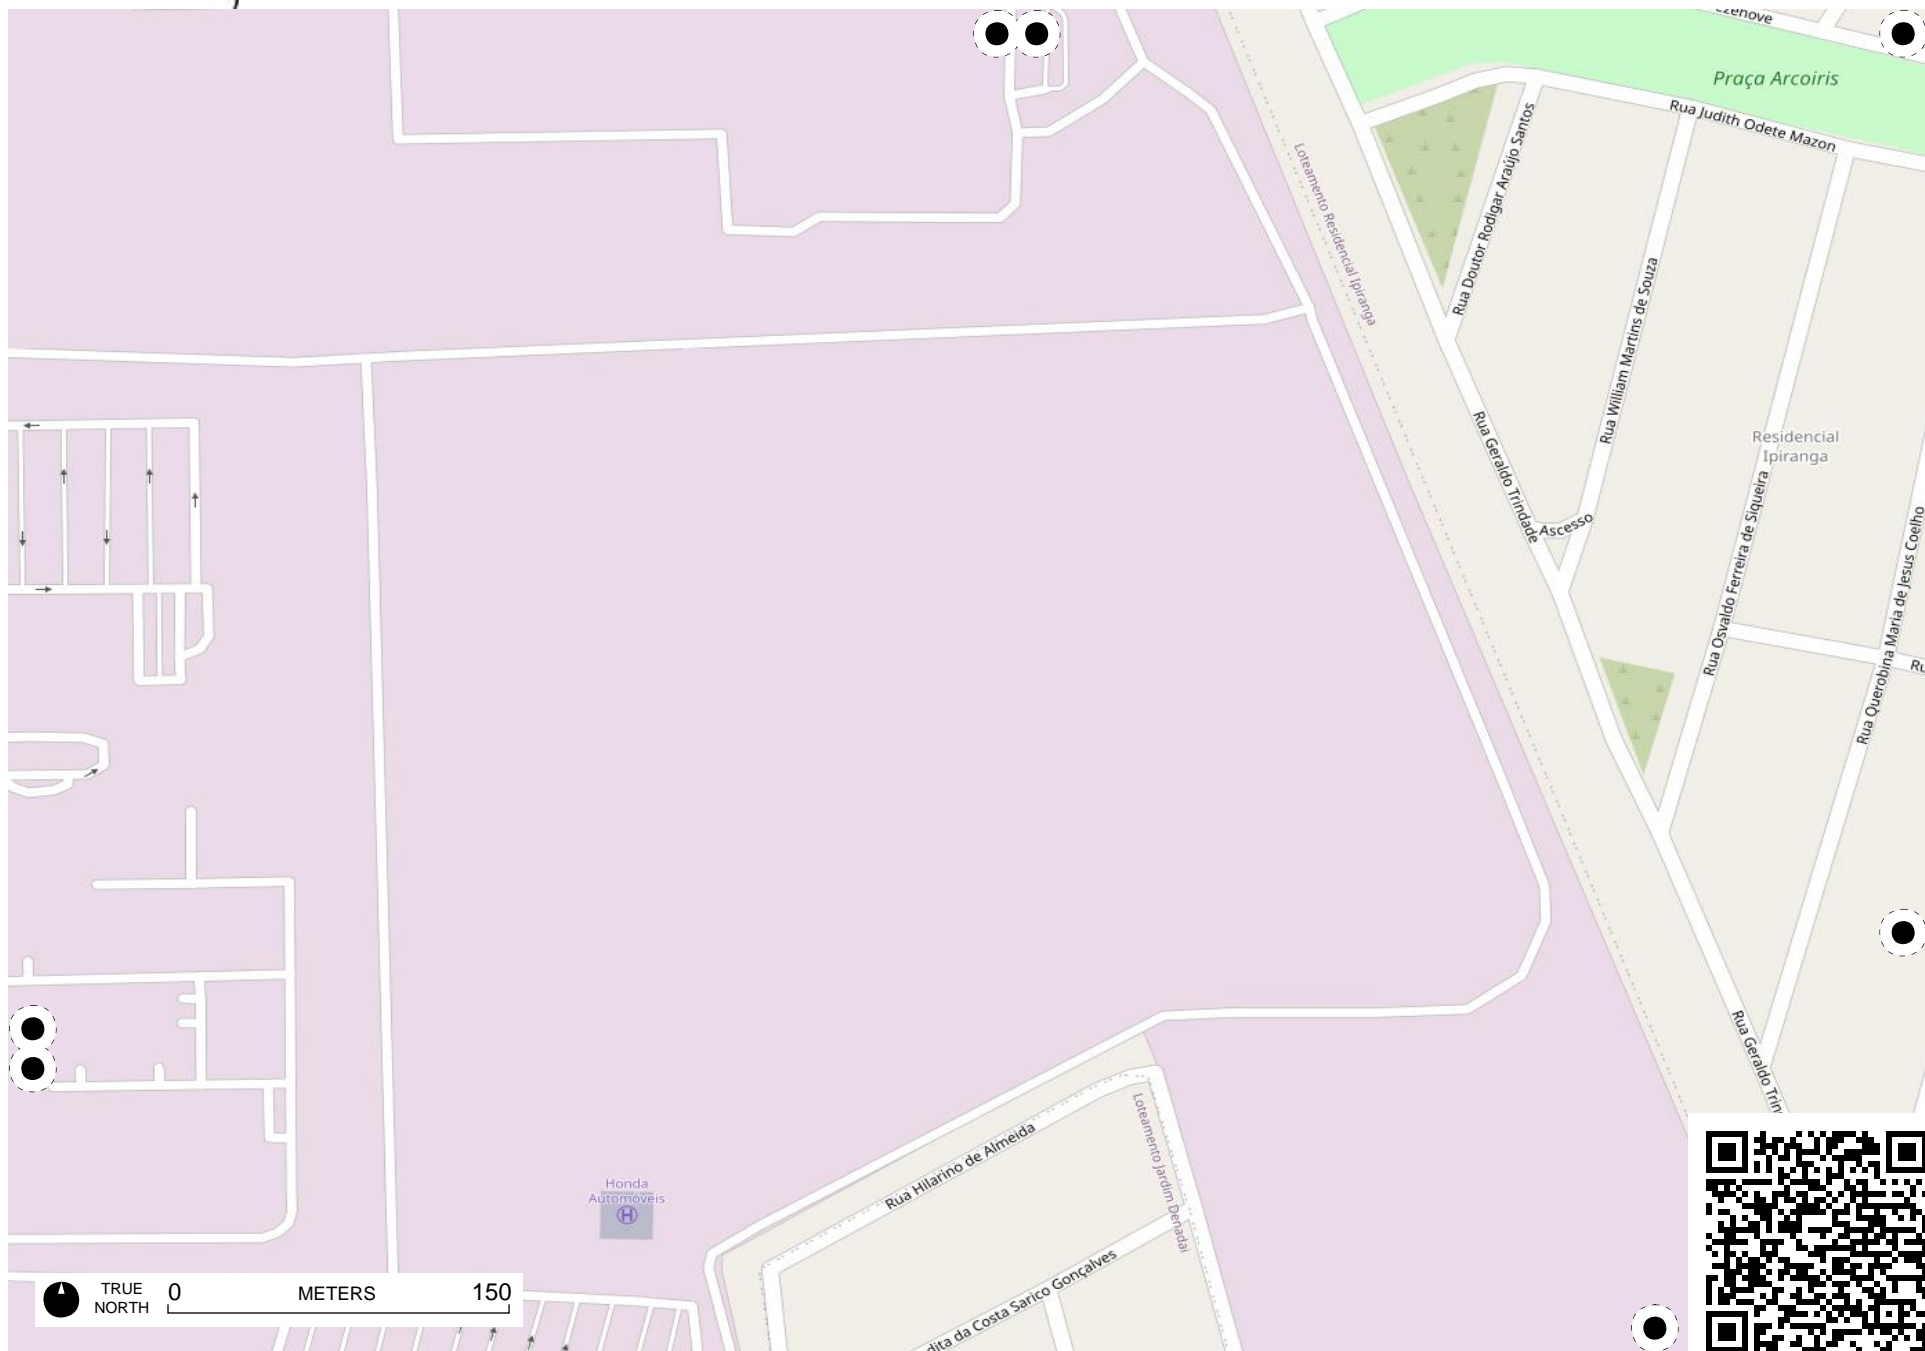 Praça Arcoiris
Rua Judith Odete Mazon
Rua Doutor Rodigar Araújo Santos
Loteamento Residencial Ipiranga
Rua William Martins de Souza
Rua Geraldo Trindade
Residencial
Ipiranga
Ascesso
Rua Osvaldo Ferreira de Siqueira
Rua Querobina Maria de Jesus Coelho
Rua Geraldo Trin
Rua Hilarino de Almeida
Loteamento Jardim Denadai
Honda
Automóveis
H
dita da Costa Sarico Gonçalves
TRUE
NORTH
0 METERS 150